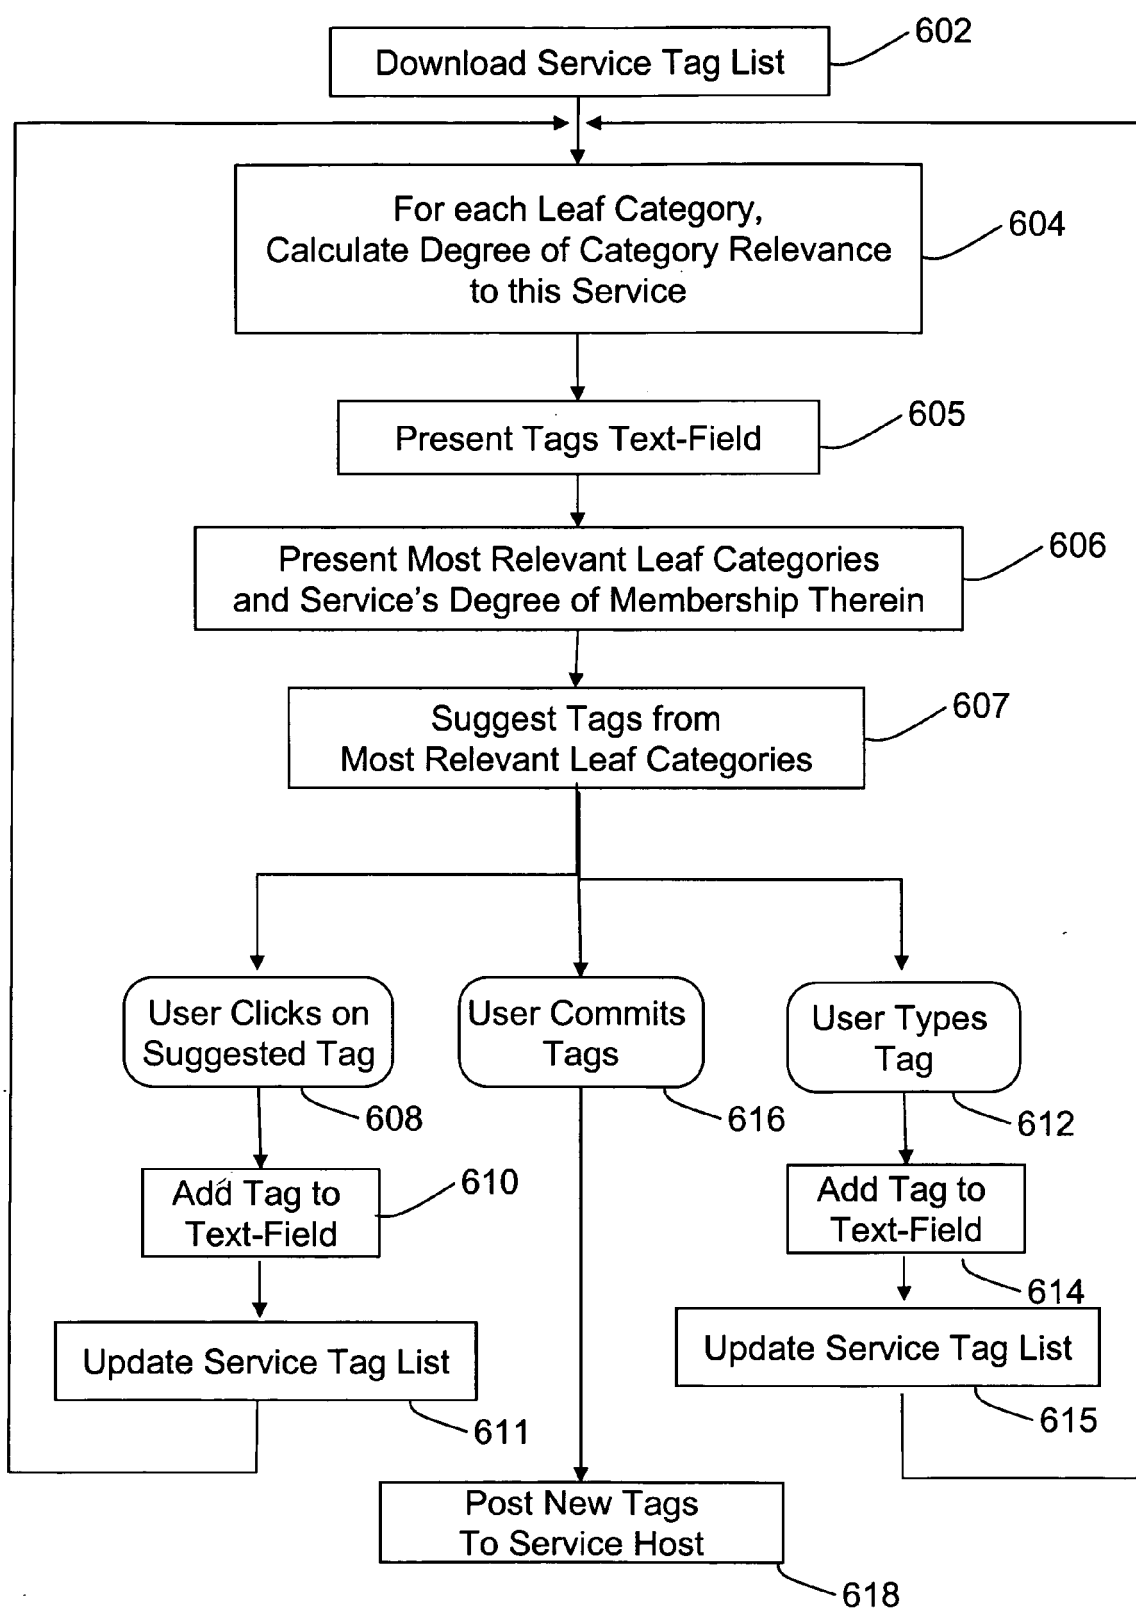 602
Download Service Tag List
For each Leaf Category,
Calculate Degree of Category Relevance
to this Service
604
Present Tags Text-Field
605
Present Most Relevant Leaf Categories
and Service's Degree of Membership Therein
606
Suggest Tags from
Most Relevant Leaf Categories
607
User Clicks on
Suggested Tag
608
User Commits
Tags
616
User Types
Tag
612
Add Tag to
Text-Field
610
Add Tag to
Text-Field
614
Update Service Tag List
611
Update Service Tag List
615
Post New Tags
To Service Host
618